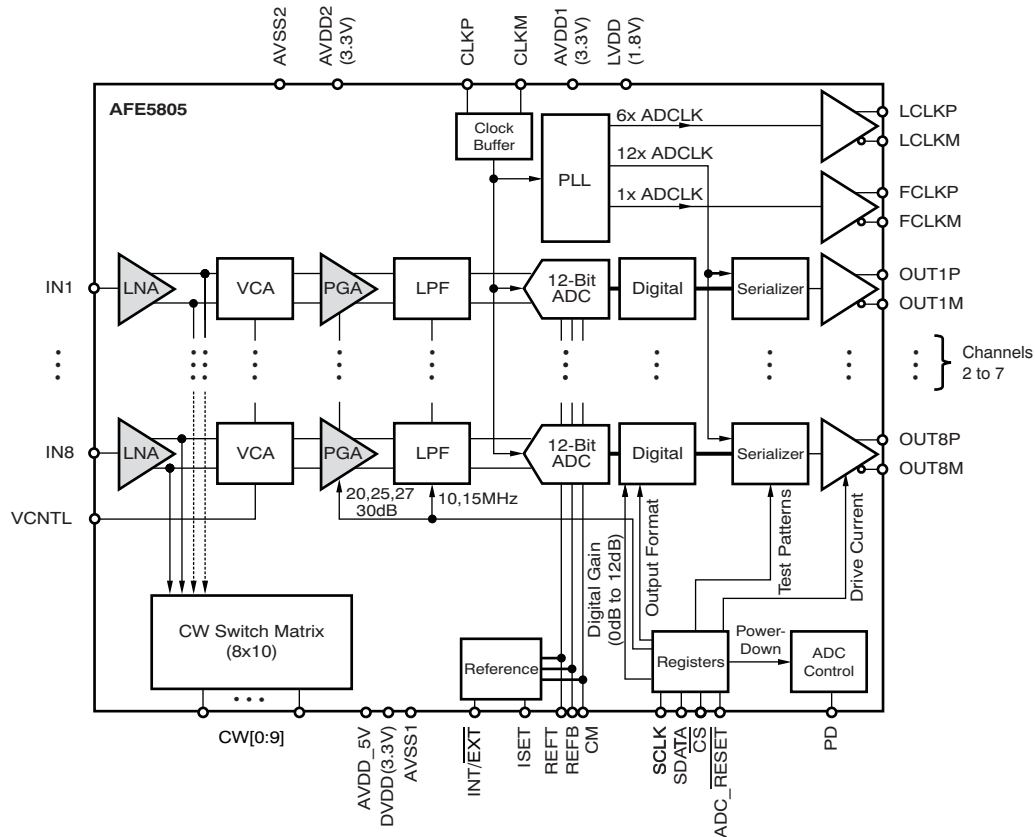 AVSS2
AVDD2
(3.3V)
CLKP
CLKM
AVDD1
(3.3V)
LVDD
(1.8V)
AFE5805
Clock
Buffer
PLL
6x ADCLK
12x ADCLK
1x ADCLK
LCLKP
LCLKM
FCLKP
FCLKM
IN1
LNA
VCA
PGA
LPF
12-Bit
ADC
Digital
Serializer
OUT1P
OUT1M
Channels
2 to 7
IN8
LNA
VCA
PGA
LPF
12-Bit
ADC
Digital
Serializer
OUT8P
OUT8M
20,25,27
30dB
10,15MHz
VCNTL
Digital Gain
(0dB to 12dB)
Output Format
Test Patterns
Drive Current
CW Switch Matrix
(8x10)
Reference
Registers
Power-
Down
ADC
Control
CW[0:9]
AVDD_5V
DVDD(3.3V)
AVSS1
INT/EXT
ISET
REFT
REFB
CM
SCLK
SDATA
CS
ADC_RESET
PD